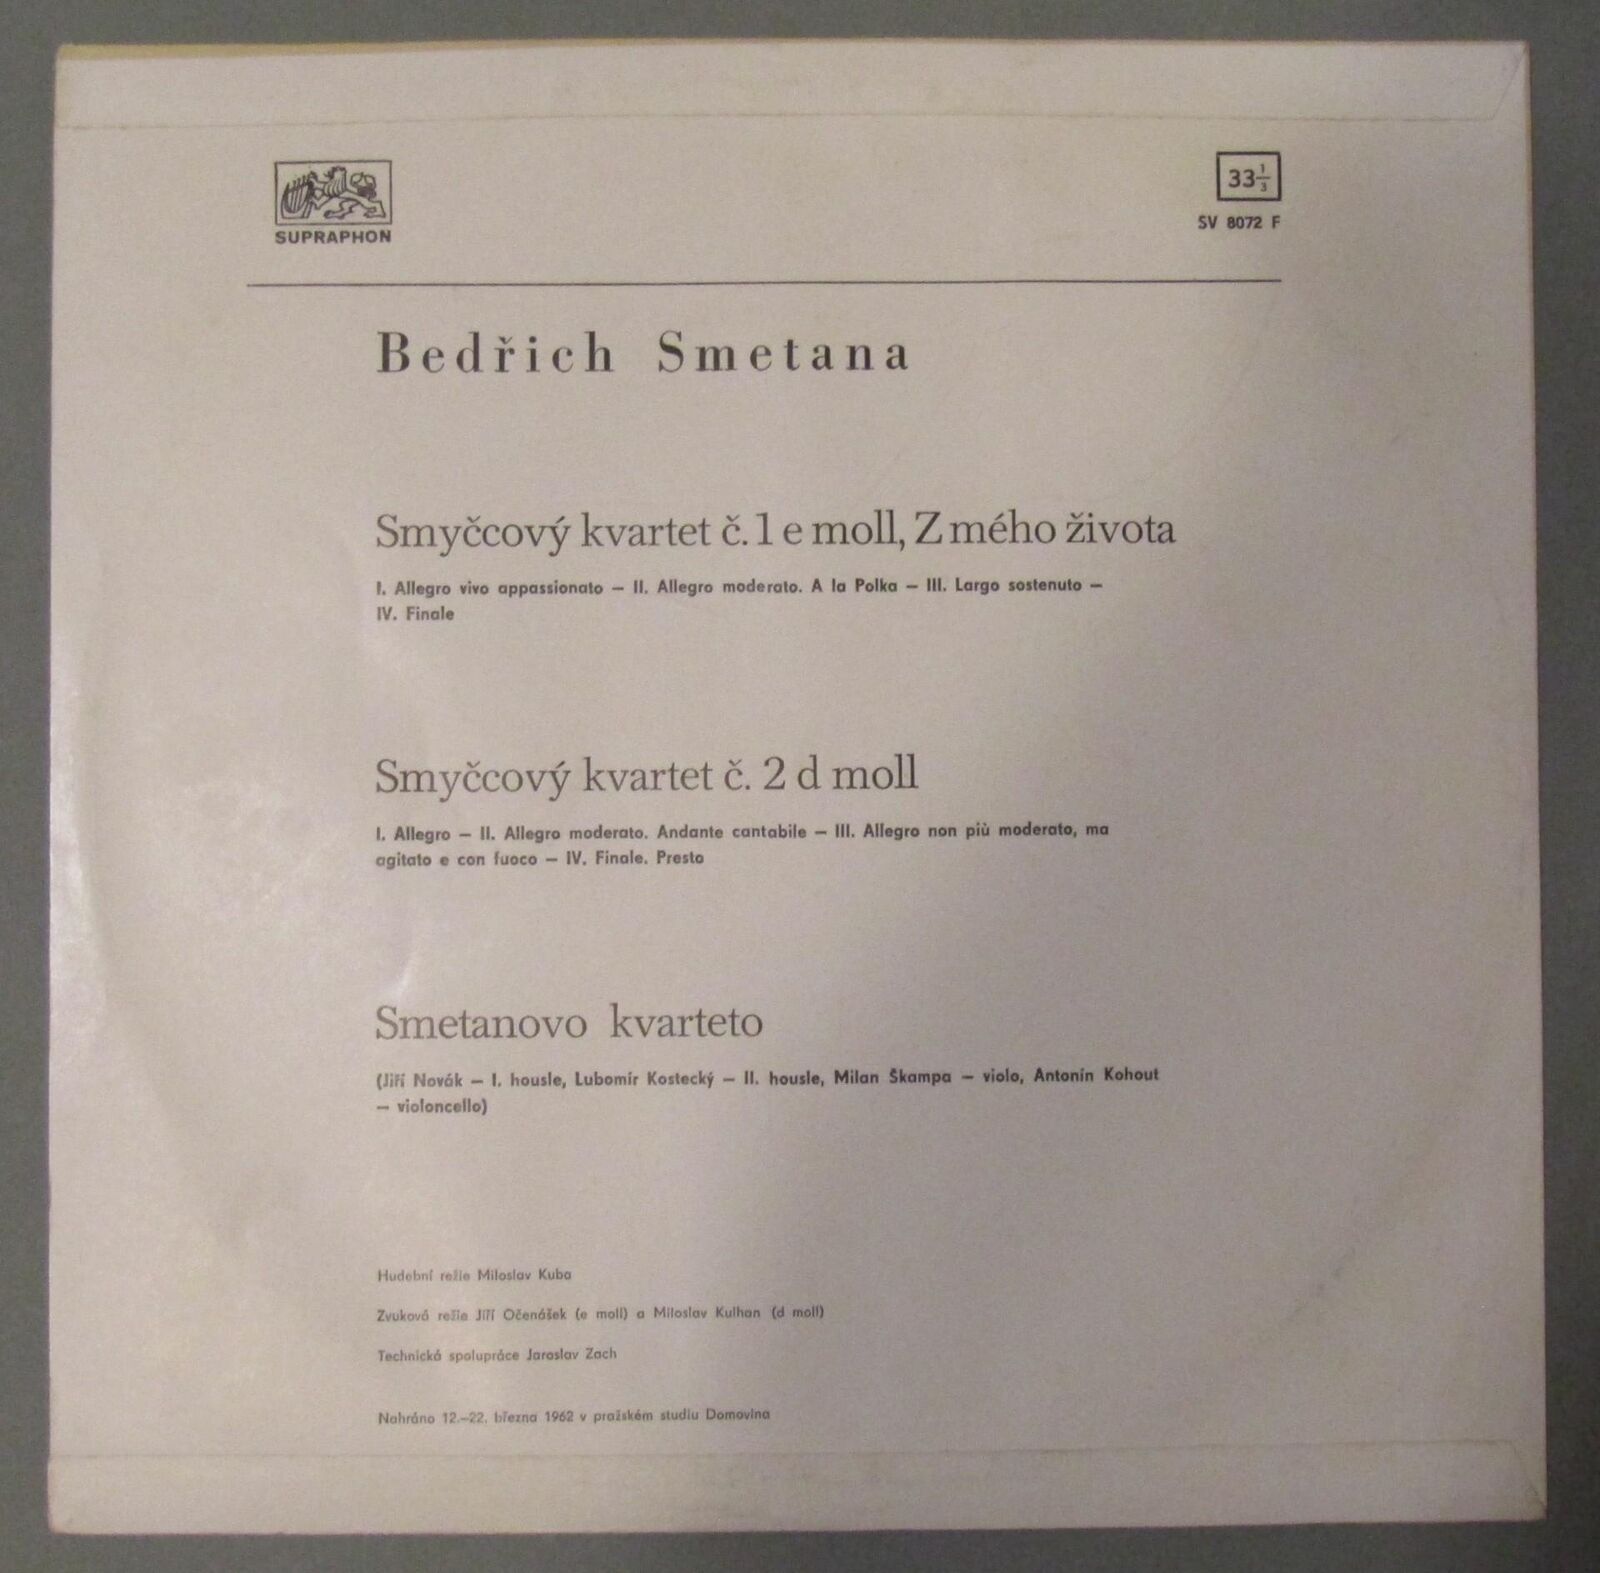 SUPRAPHON
33 1/3
SV 8072 F
Bedřich Smetana
Smyčcový kvartet č. 1 e moll, Z mého života
I. Allegro vivo appassionato – II. Allegro moderato. A la Polka – III. Largo sostenuto –
IV. Finale
Smyčcový kvartet č. 2 d moll
I. Allegro – II. Allegro moderato. Andante cantabile – III. Allegro non più moderato, ma
agitato e con fuoco – IV. Finale. Presto
Smetanovo kvarteto
(Jiří Novák – I. housle, Lubomír Kostecký – II. housle, Milan Škampa – viola, Antonín Kohout
– violoncello)
Hudební režie Miloslav Kuba
Zvuková režie Jiří Očenášek (e moll) a Miloslav Kulhan (d moll)
Technická spolupráce Jaroslav Zach
Nahráno 12.–22. března 1962 v pražském studiu Domovina